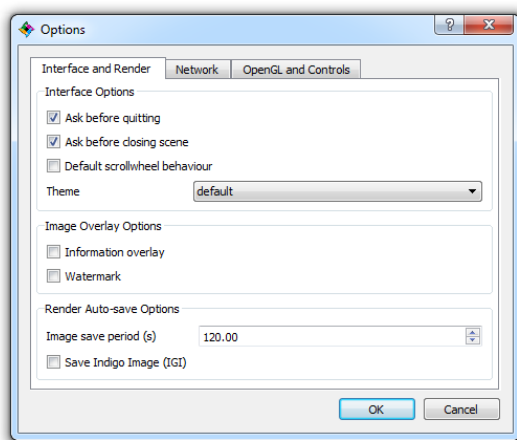 Options
Interface and Render Network OpenGL and Controls
Interface Options
Ask before quitting
Ask before closing scene
Default scrollwheel behaviour
Theme default
Image Overlay Options
Information overlay
Watermark
Render Auto-save Options
Image save period (s) 120.00
Save Indigo Image (IGI)
OK Cancel